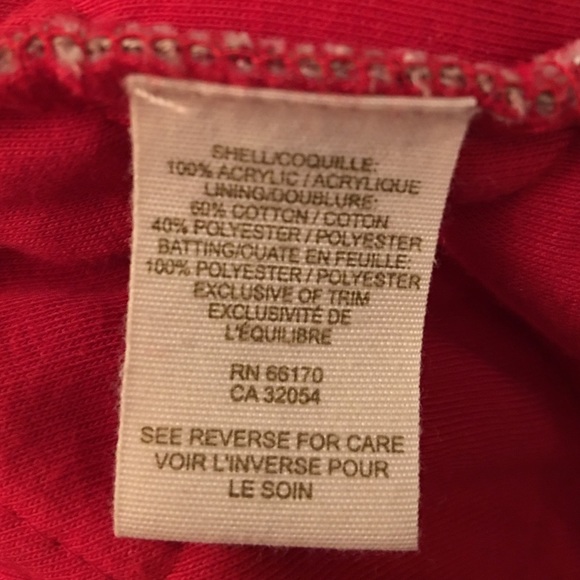 SHELL/COQUILLE:
100% ACRYLIC / ACRYLIQUE
LINING/DOUBLURE:
60% COTTON / COTON
40% POLYESTER / POLYESTER
BATTING/OUATE EN FEUILLE:
100% POLYESTER / POLYESTER
EXCLUSIVE OF TRIM
EXCLUSIVITÉ DE
L'ÉQUILIBRE
RN 66170
CA 32054
SEE REVERSE FOR CARE
VOIR L'INVERSE POUR
LE SOIN